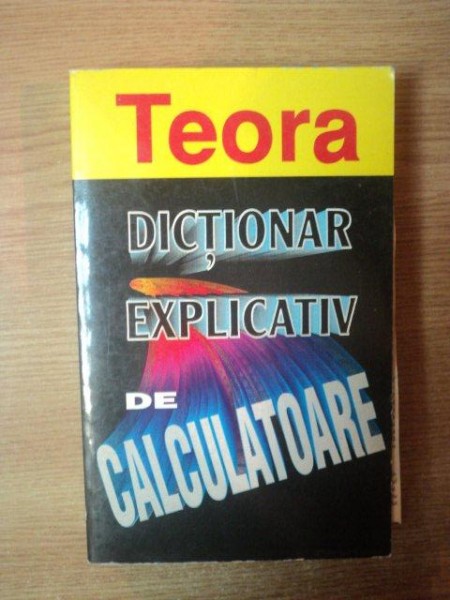 Teora
DICȚIONAR
EXPLICATIV
DE
CALCULATOARE